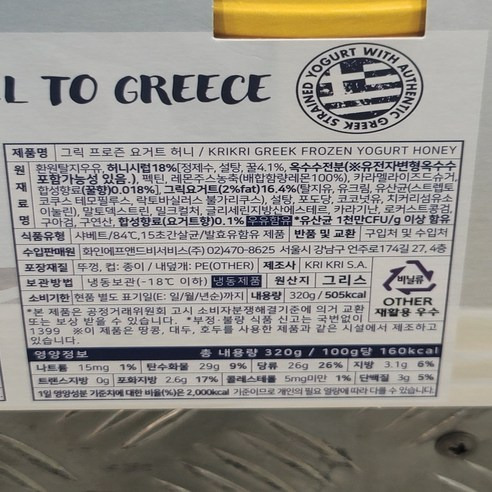 L TO GREECE
STRAINED YOGURT WITH AUTHENTIC GREEK
제품명 그릭 프로즌 요거트 허니 / KRIKRI GREEK FROZEN YOGURT HONEY
원재료명
환원탈지우유, 허니시럽18%[정제수, 설탕, 꿀4.1%, 옥수수전분(※유전자변형옥수수
포함가능성 있음.), 펙틴, 레몬주스농축(배합함량레몬100%), 카라멜라이즈드슈거,
합성향료(꿀향)0.018%], 그릭요거트(2%fat)16.4%(탈지유, 유크림, 유산균(스트렙토
코쿠스 테모필루스, 락토바실루스 불가리쿠스)), 설탕, 포도당, 코코넛유, 치커리섬유소(
이눌린), 말토덱스트린, 밀크컬처, 글리세린지방산에스테르, 카라기난, 로커스트콩검,
구아검, 구연산, 합성향료(요거트향)0.1% 우유함유 *유산균 1천만CFU/g 이상 함유
식품유형 샤베트/84℃,15초간살균/발효유함유 제품 반품 및 교환 구입처 및 수입처
수입판매원 화인에프앤드비서비스(주)02)470-8625 서울시 강남구 언주로174길 27, 4층
포장재질 뚜껑, 컵: 종이 / 내덮개: PE(OTHER) 제조사 KRI KRI S.A.
보관방법 냉동보관(-18℃ 이하) 냉동제품 원산지 그리스
소비기한 현품 별도 표기일(E: 일/월/년순으로)까지 내용량 320g / 505kcal
비닐류
OTHER
재활용 우수
*본 제품은 공정거래위원회 고시 소비자분쟁해결기준에 의거 교환
또는 보상 받을 수 있습니다. *부정·불량 식품 신고는 국번없이
1399 ※이 제품은 땅콩, 대두, 호두를 사용한 제품과 같은 시설에서 제조하고
있습니다.
영양정보 총 내용량 320g / 100g당 160kcal
나트륨 15mg 1% 탄수화물 29g 9% 당류 26g 26% 지방 3.1g 6%
트랜스지방 0g 포화지방 2.6g 17% 콜레스테롤 5mg미만 1% 단백질 3g 5%
1일 영양성분 기준치에 대한 비율(%)은 2,000kcal 기준이므로 개인의 필요 열량에 따라 다를 수 있습니다.